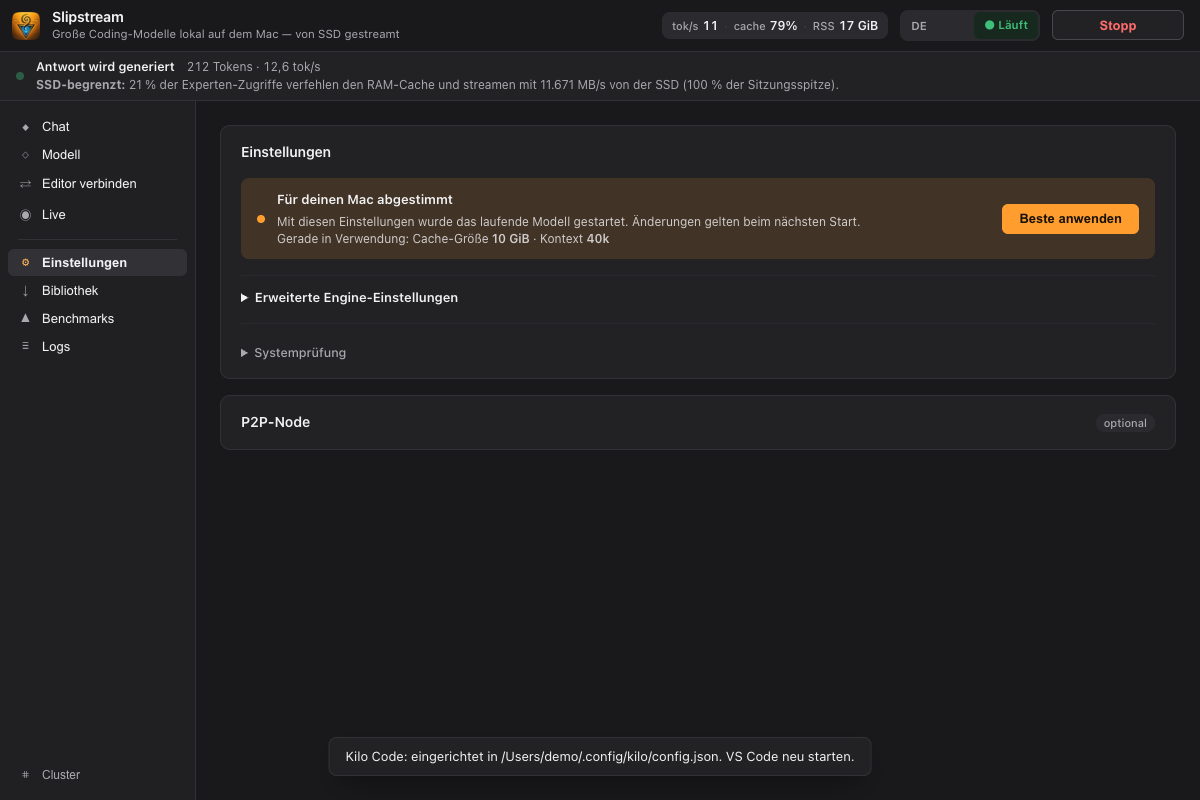 Slipstream
Große Coding-Modelle lokal auf dem Mac — von SSD gestreamt
tok/s 11 · cache 79% · RSS 17 GiB
DE
Läuft
Stopp
Antwort wird generiert 212 Tokens · 12,6 tok/s
SSD-begrenzt: 21 % der Experten-Zugriffe verfehlen den RAM-Cache und streamen mit 11.671 MB/s von der SSD (100 % der Sitzungsspitze).
Chat
Modell
Editor verbinden
Live
Einstellungen
Bibliothek
Benchmarks
Logs
Cluster
Einstellungen
Für deinen Mac abgestimmt
Mit diesen Einstellungen wurde das laufende Modell gestartet. Änderungen gelten beim nächsten Start.
Gerade in Verwendung: Cache-Größe 10 GiB · Kontext 40k
Beste anwenden
Erweiterte Engine-Einstellungen
Systemprüfung
P2P-Node
optional
Kilo Code: eingerichtet in /Users/demo/.config/kilo/config.json. VS Code neu starten.